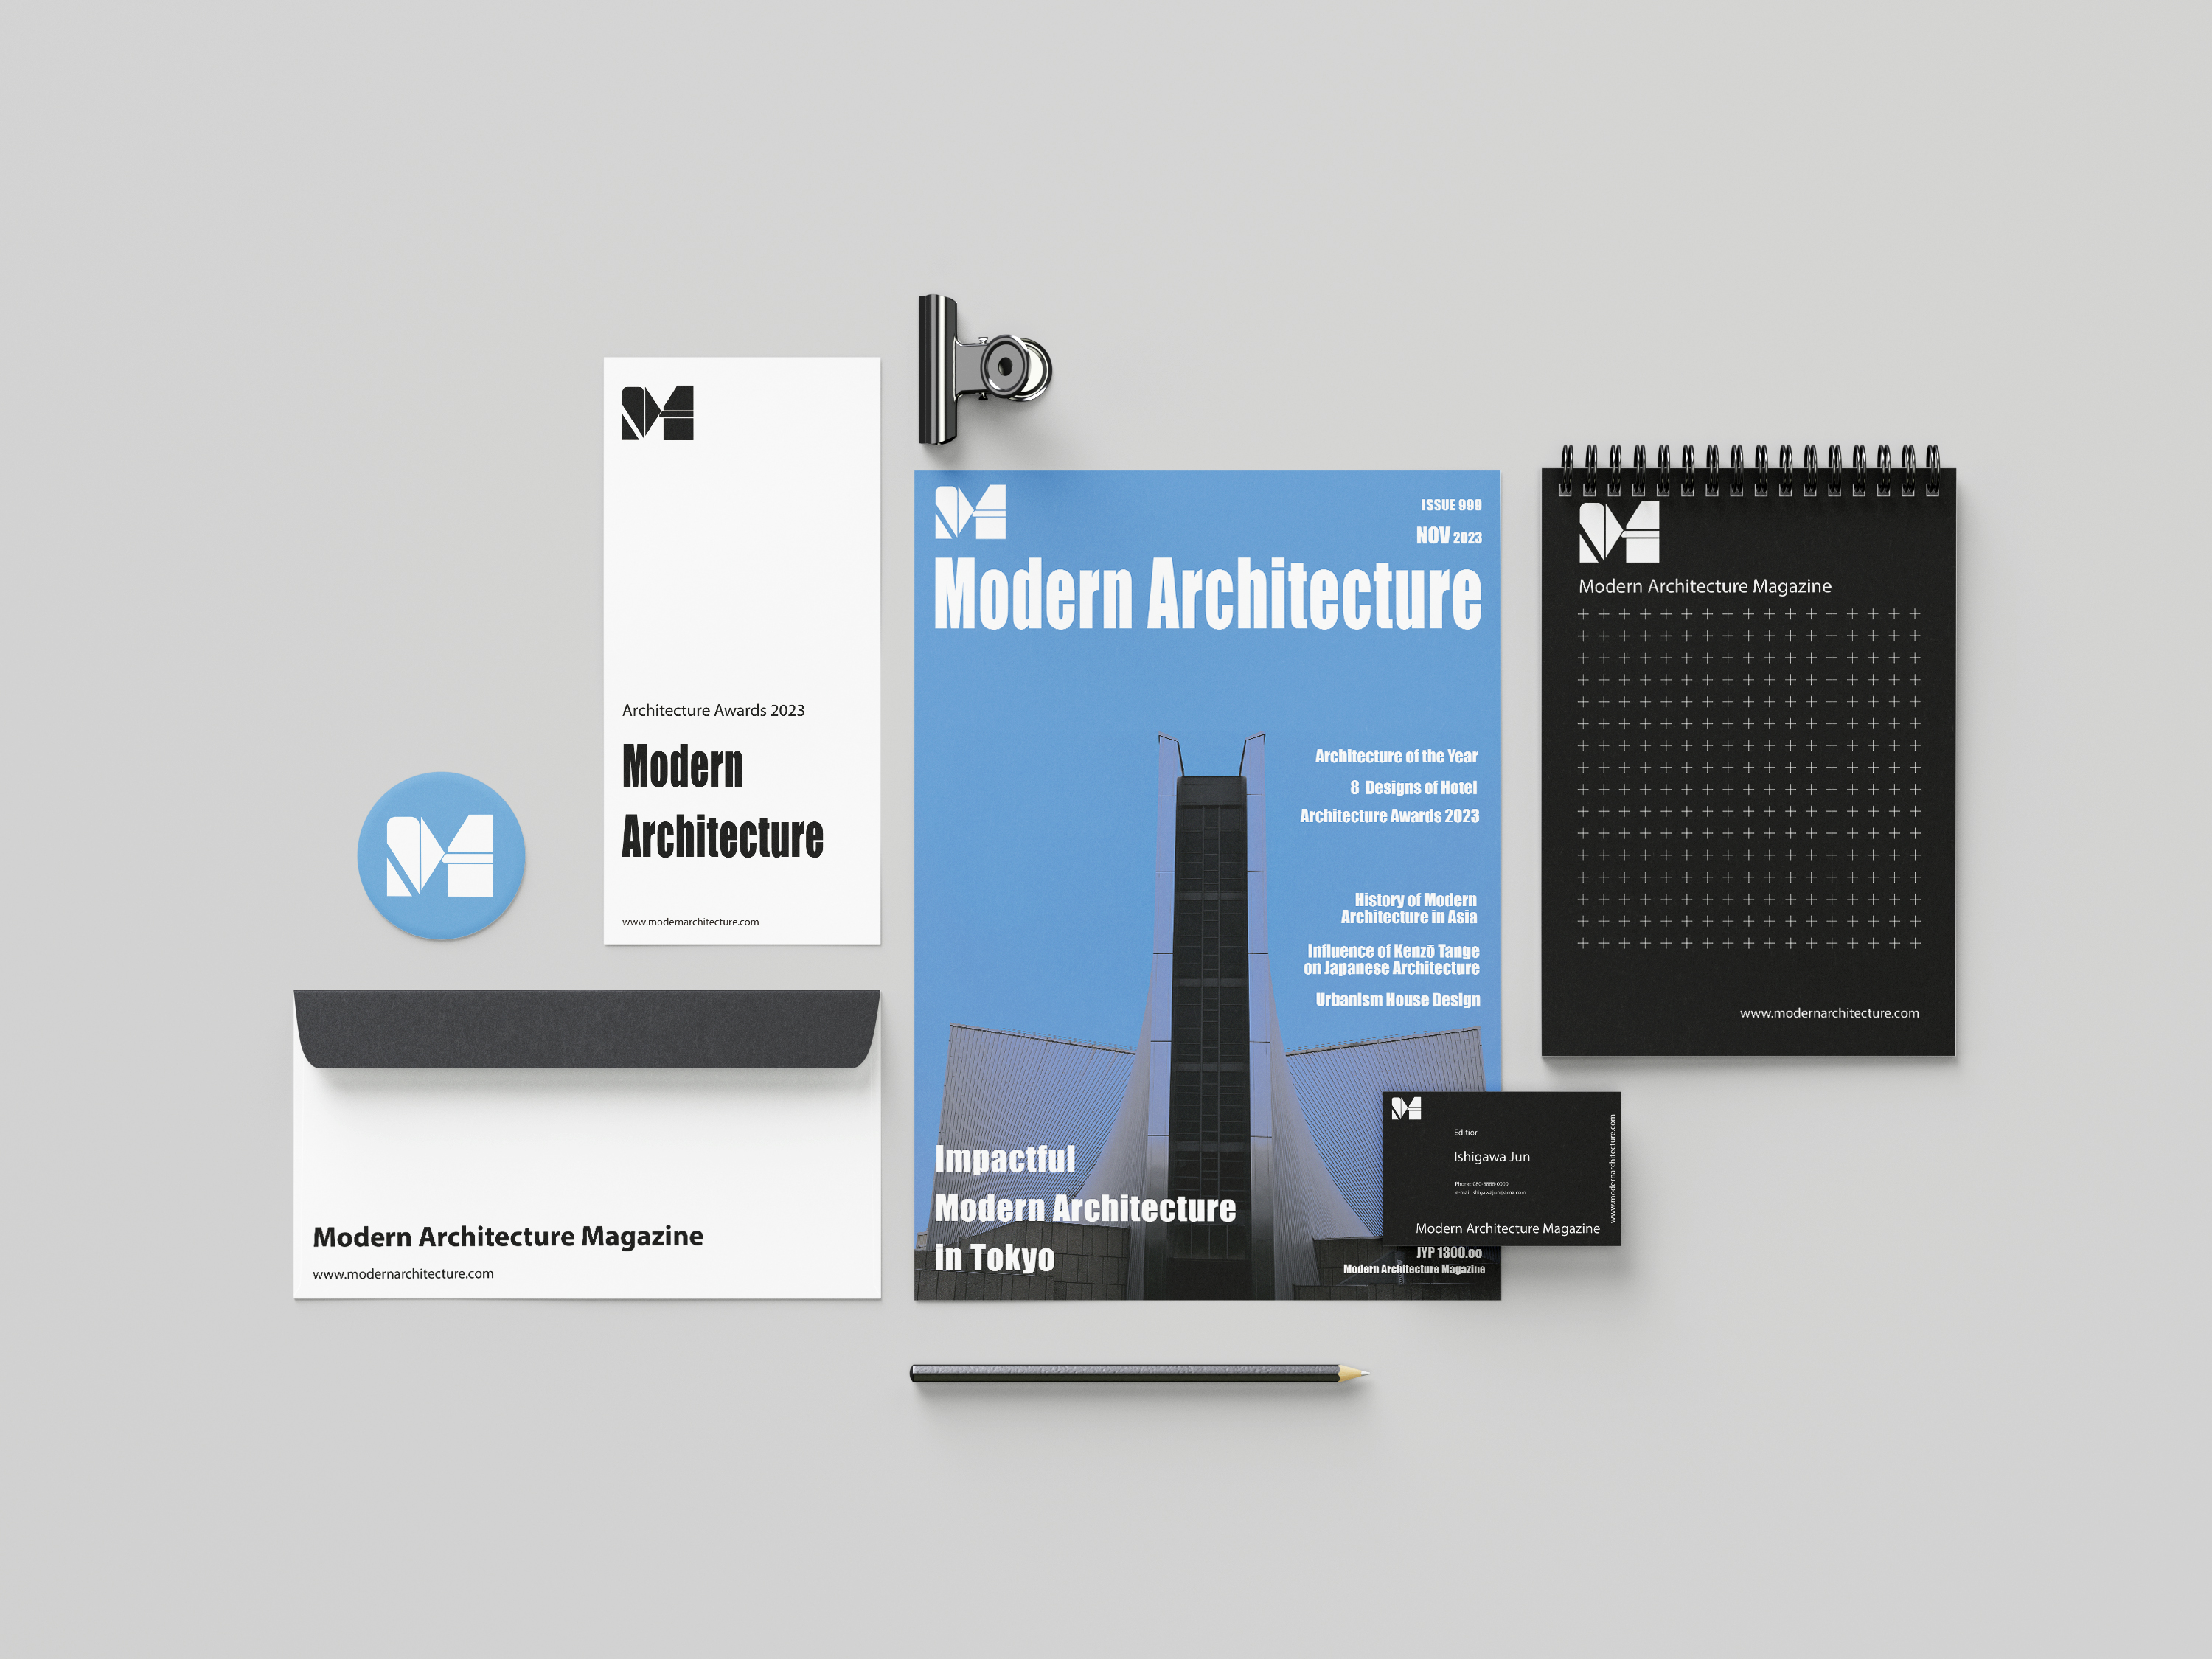 Architecture Awards 2023
Modern
Architecture
www.modernarchitecture.com
Modern Architecture Magazine
www.modernarchitecture.com
ISSUE 999
NOV 2023
Modern Architecture
Architecture of the Year
8 Designs of Hotel
Architecture Awards 2023
History of Modern
Architecture in Asia
Influence of Kenzō Tange
on Japanese Architecture
Urbanism House Design
Impactful
Modern Architecture
in Tokyo
JYP 1300.oo
Modern Architecture Magazine
Modern Architecture Magazine
www.modernarchitecture.com
Editior
Ishigawa Jun
Phone
Modern Architecture Magazine
www.modernarchitecture.com